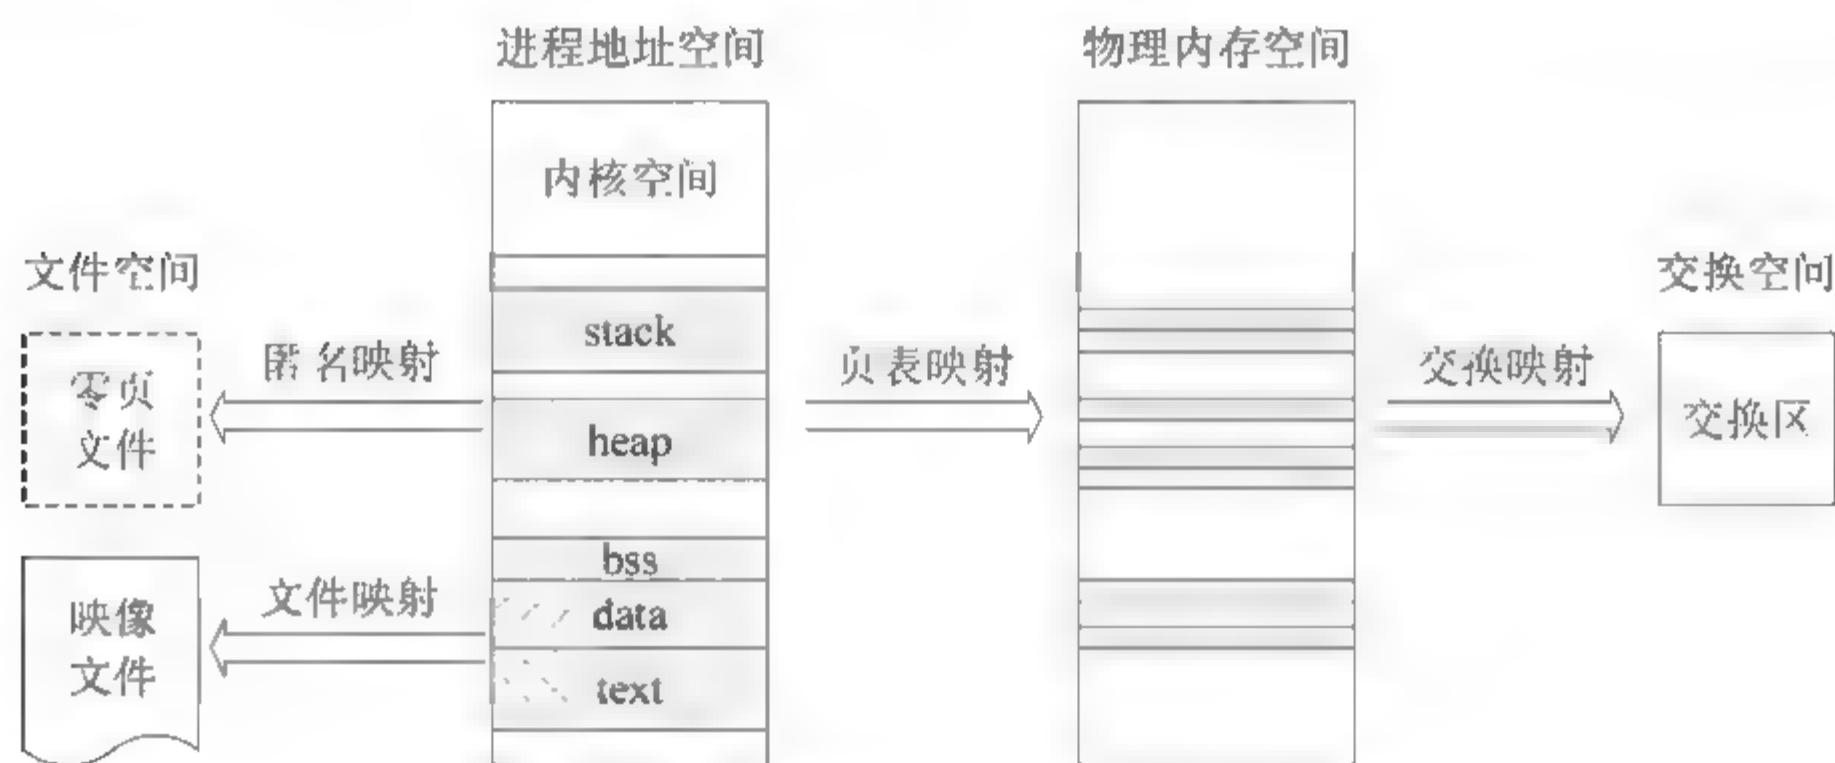 进程地址空间
物理内存空间
内核空间
文件空间
交换空间
stack
匿名映射
页表映射
交换映射
零页
文件
heap
交换区
bss
文件映射
data
映像
文件
text